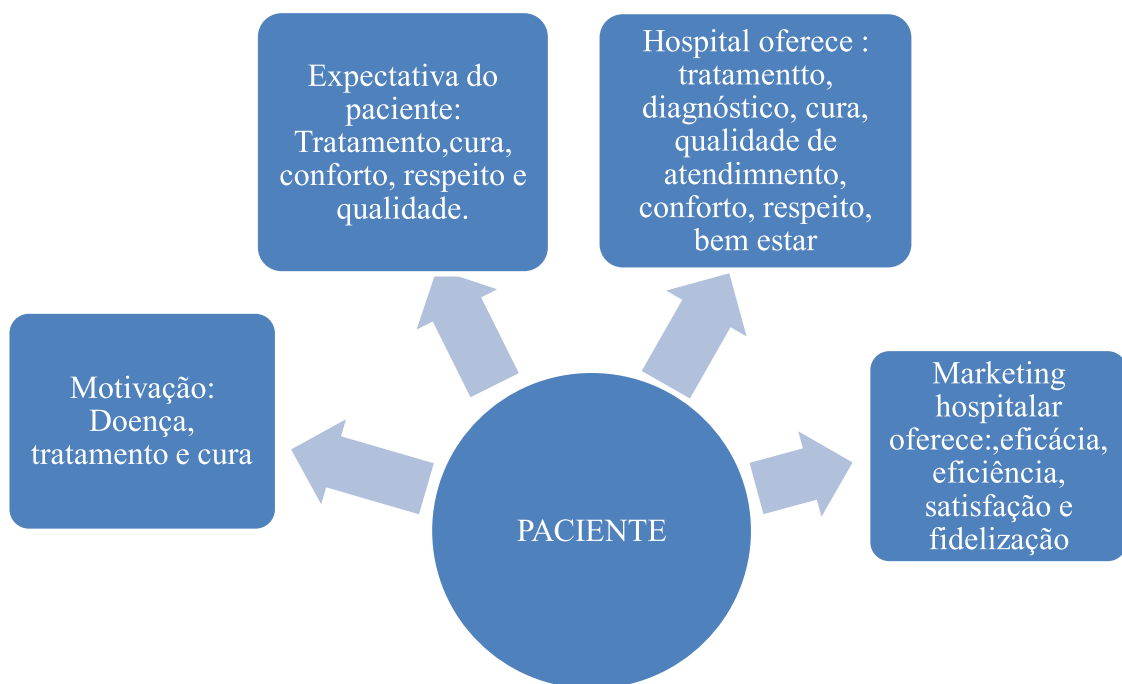 Expectativa do
paciente:
Tratamento,cura,
conforto, respeito e
qualidade.
Hospital oferece :
tratamentto,
diagnóstico, cura,
qualidade de
atendimnento,
conforto, respeito,
bem estar
Motivação:
Doença,
tratamento e cura
Marketing
hospitalar
oferece:,eficácia,
eficiência,
satisfação e
fidelização
PACIENTE